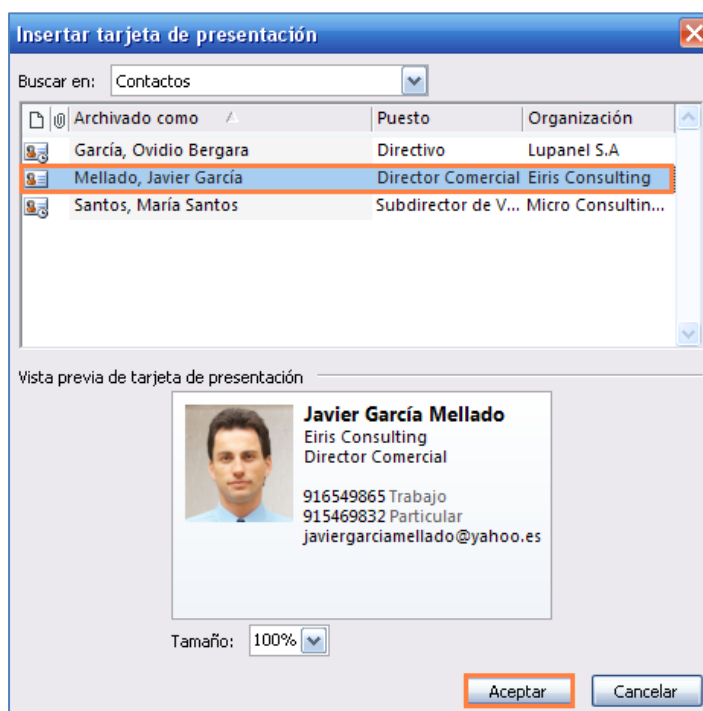 Insertar tarjeta de presentación
Buscar en: Contactos
Archivado como Puesto Organización
García, Ovidio Bergara Directivo Lupanel S.A
Mellado, Javier García Director Comercial Eiris Consulting
Santos, María Santos Subdirector de V... Micro Consultin...
Vista previa de tarjeta de presentación
Javier García Mellado
Eiris Consulting
Director Comercial
916549865 Trabajo
915469832 Particular
javiergarciamellado@yahoo.es
Tamaño: 100%
Aceptar Cancelar